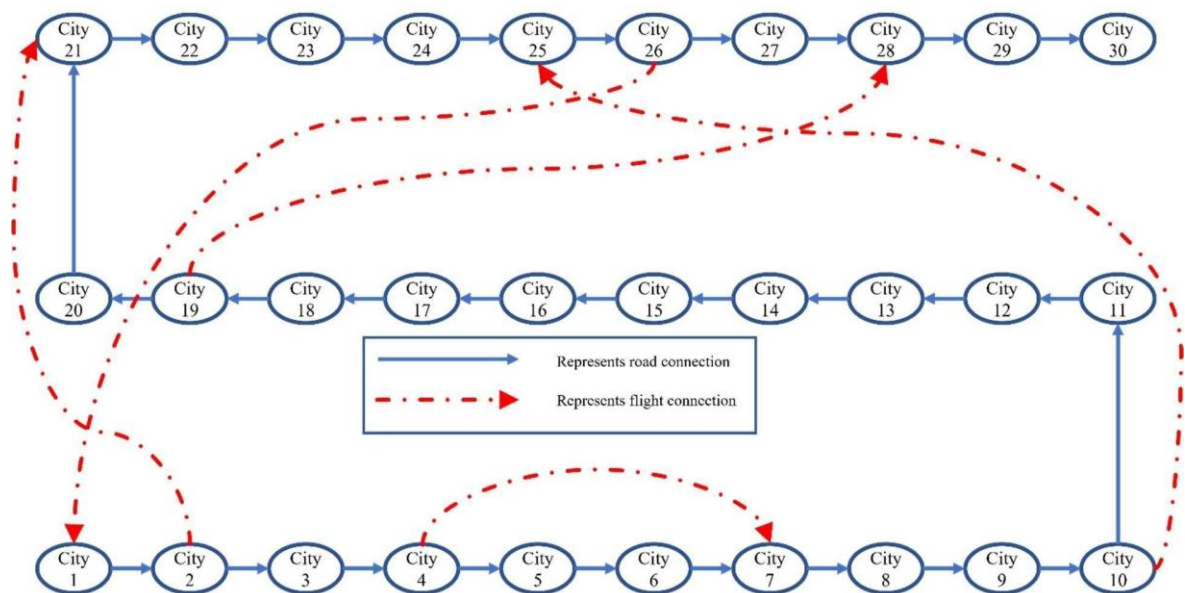 City
21
City
22
City
23
City
24
City
25
City
26
City
27
City
28
City
29
City
30
City
20
City
19
City
18
City
17
City
16
City
15
City
14
City
13
City
12
City
11
Represents road connection
Represents flight connection
City
1
City
2
City
3
City
4
City
5
City
6
City
7
City
8
City
9
City
10